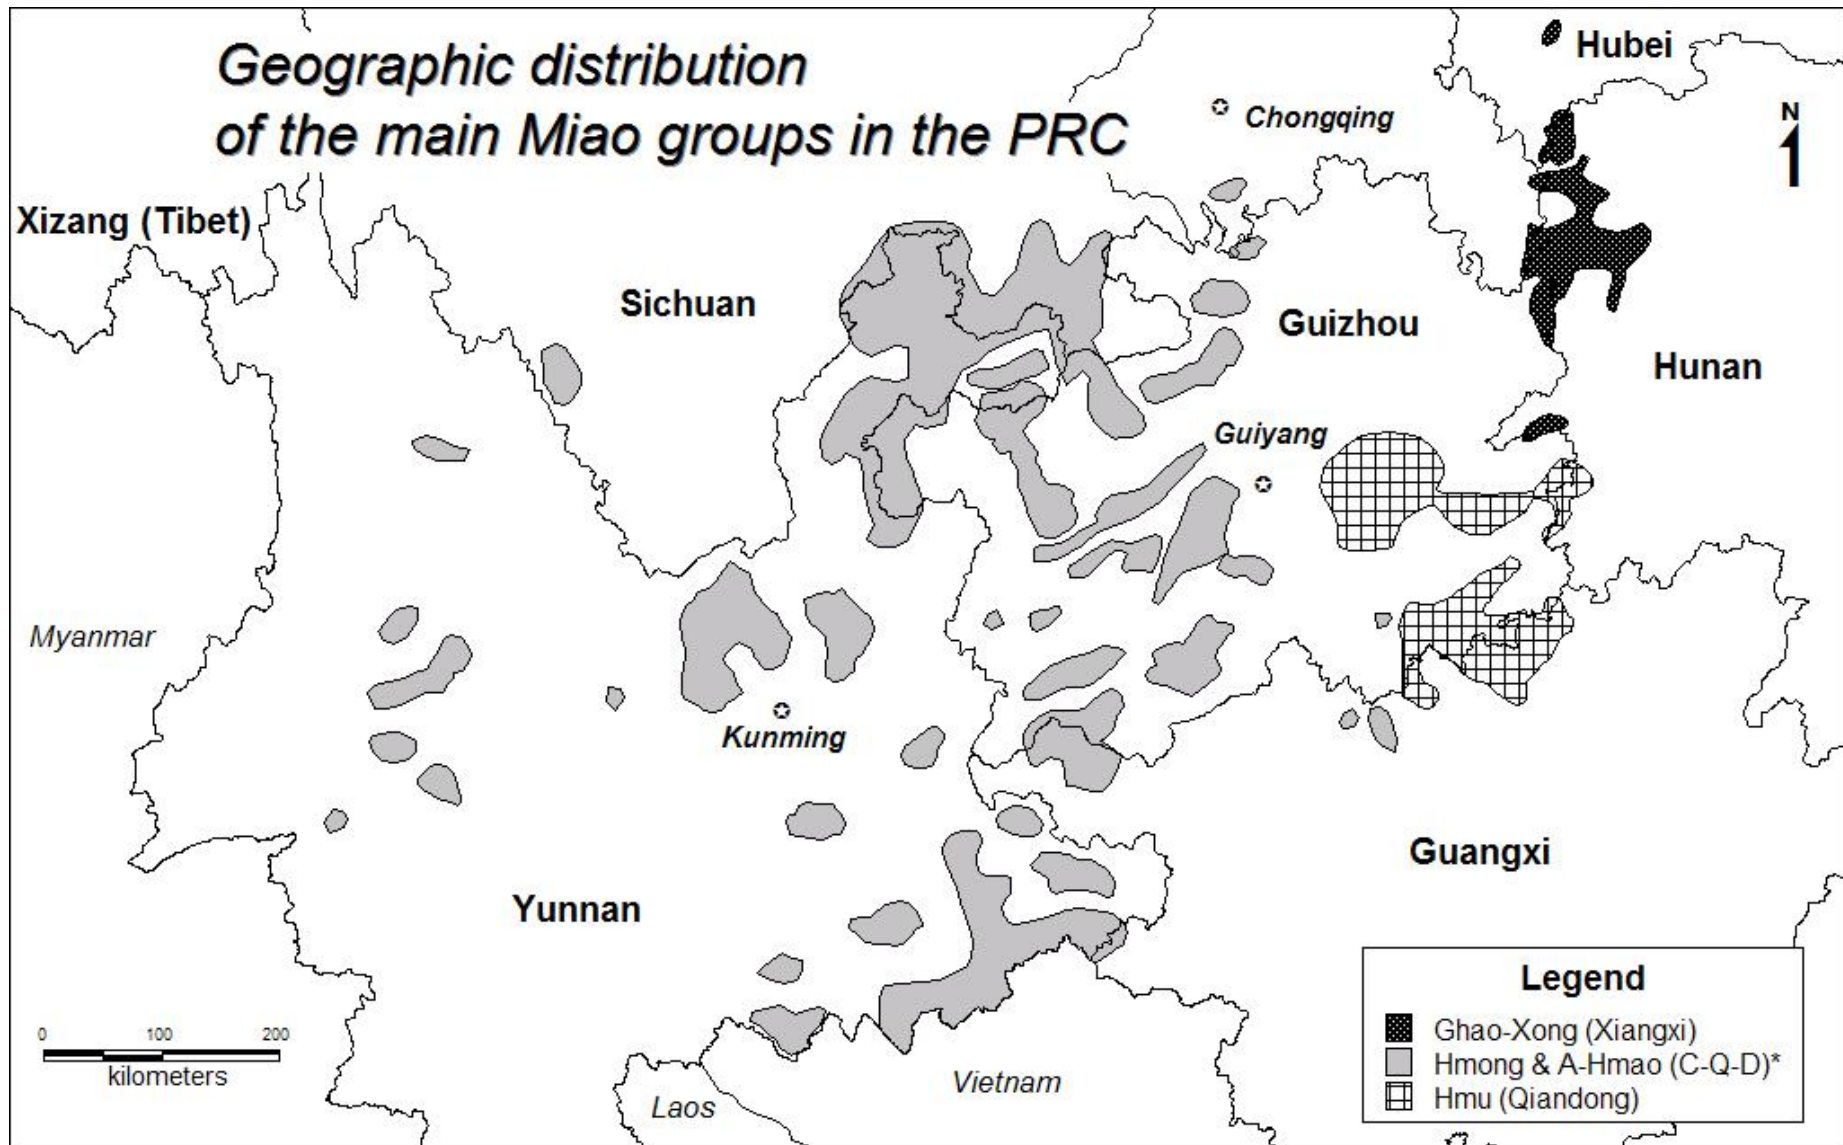 Geographic distribution
of the main Miao groups in the PRC
Hubei
Chongqing
N
Xizang (Tibet)
Sichuan
Guizhou
Hunan
Guiyang
Myanmar
Kunming
Guangxi
Yunnan
Legend
Ghao-Xong (Xiangxi)
Hmong & A-Hmao (C-Q-D)*
Hmu (Qiandong)
0 100 200
kilometers
Vietnam
Laos